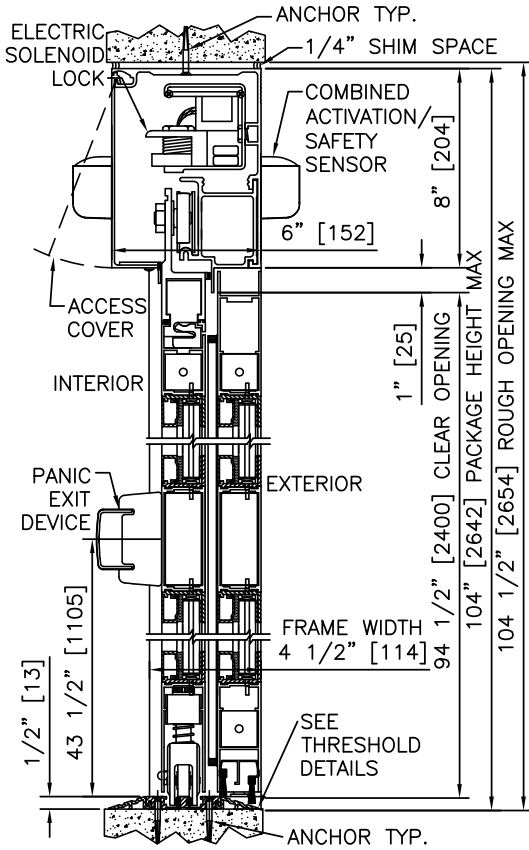 ANCHOR TYP.
ELECTRIC
SOLENOID
LOCK
1/4" SHIM SPACE
COMBINED
ACTIVATION/
SAFETY
SENSOR
8" [204]
6" [152]
ACCESS
COVER
1" [25]
INTERIOR
EXTERIOR
PANIC
EXIT
DEVICE
94 1/2" [2400] CLEAR OPENING
104" [2642] PACKAGE HEIGHT MAX
104 1/2" [2654] ROUGH OPENING MAX
FRAME WIDTH
4 1/2" [114]
1/2" [13]
43 1/2" [1105]
SEE
THRESHOLD
DETAILS
ANCHOR TYP.